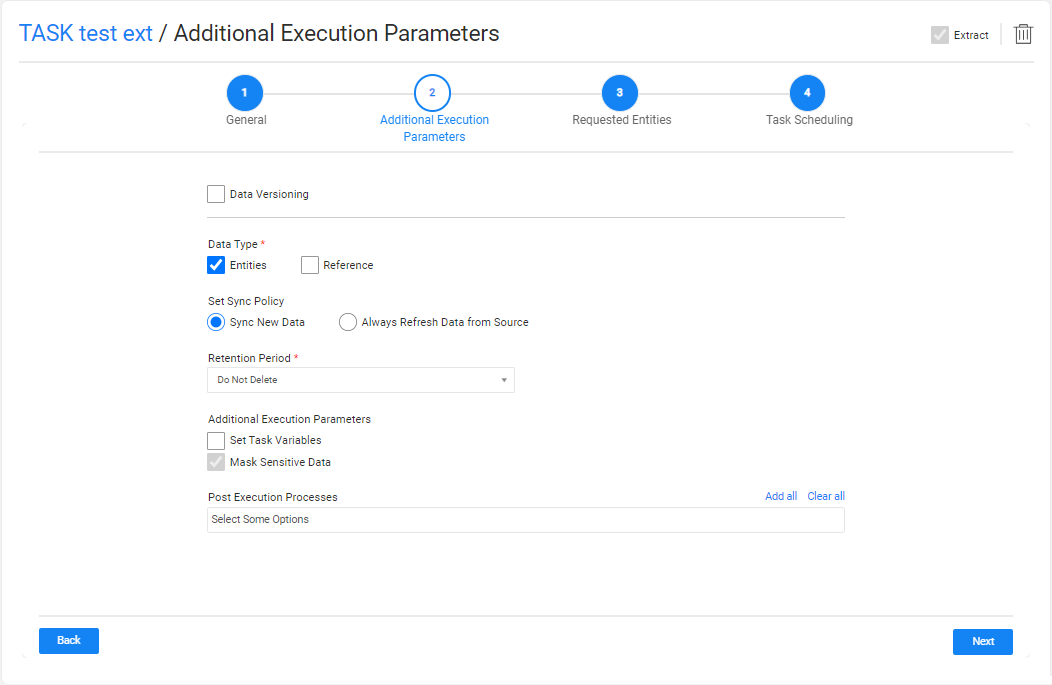 TASK test ext / Additional Execution Parameters
Extract
1 2 3 4
General Additional Execution Requested Entities Task Scheduling
Parameters
Data Versioning
Data Type *
Entities Reference
Set Sync Policy
Sync New Data Always Refresh Data from Source
Retention Period *
Do Not Delete
Additional Execution Parameters
Set Task Variables
Mask Sensitive Data
Post Execution Processes Add all Clear all
Select Some Options
Back Next